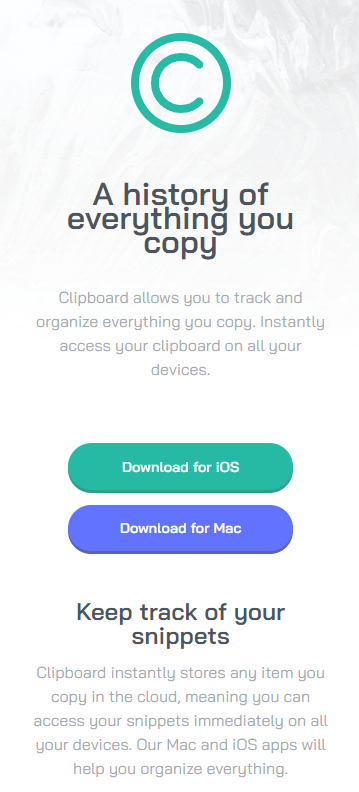 A history of
everything you
copy
Clipboard allows you to track and
organize everything you copy. Instantly
access your clipboard on all your
devices.
Download for iOS
Download for Mac
Keep track of your
snippets
Clipboard instantly stores any item you
copy in the cloud, meaning you can
access your snippets immediately on all
your devices. Our Mac and iOS apps will
help you organize everything.